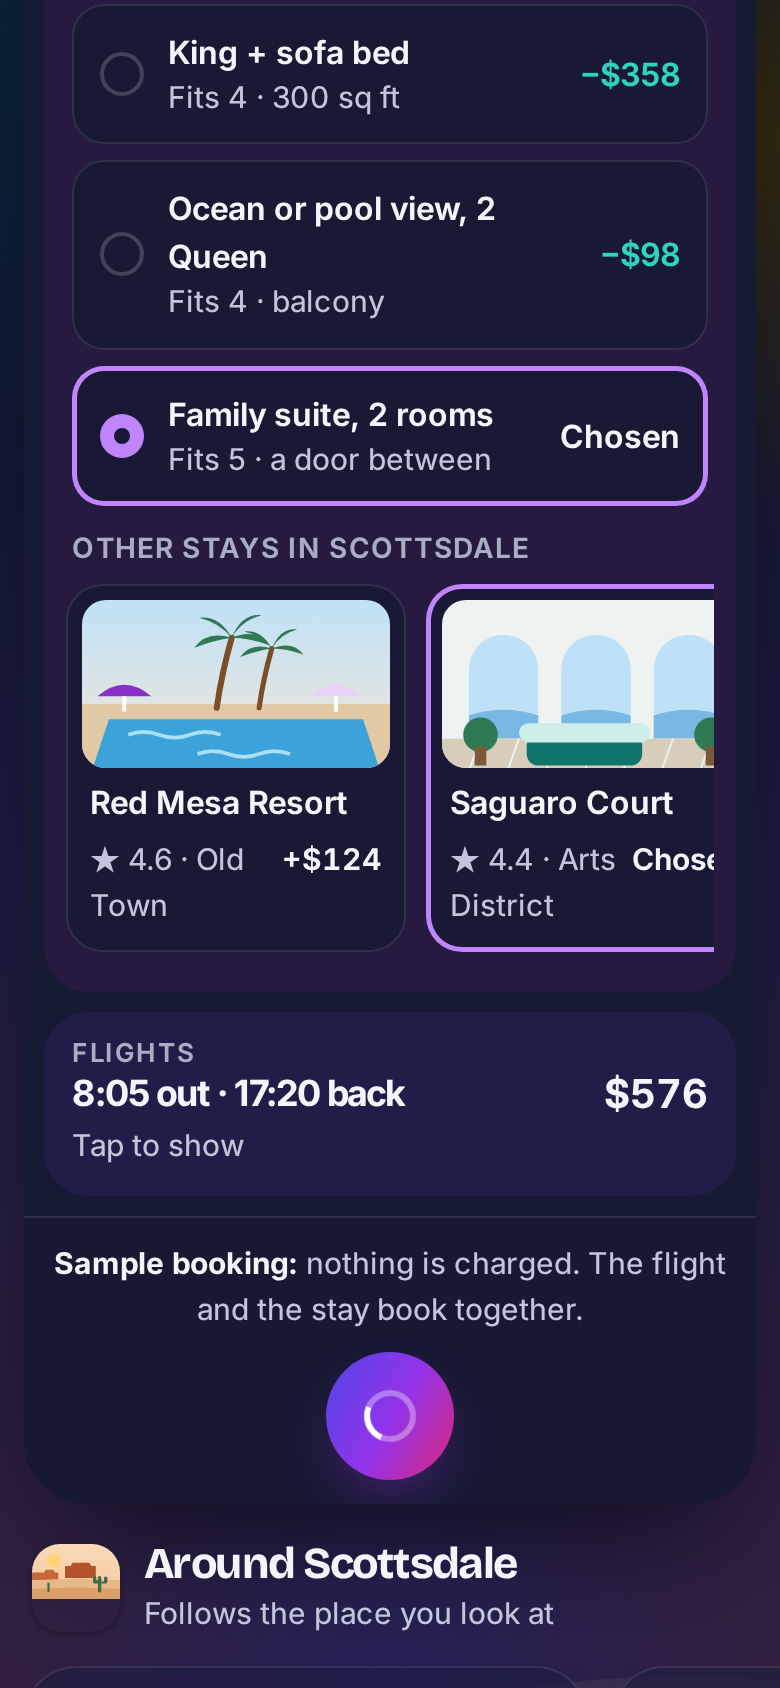 King + sofa bed
Fits 4 · 300 sq ft
−$358
Ocean or pool view, 2
Queen
Fits 4 · balcony
−$98
Family suite, 2 rooms
Fits 5 · a door between
Chosen
OTHER STAYS IN SCOTTSDALE
Red Mesa Resort
★ 4.6 · Old
Town
+$124
Saguaro Court
★ 4.4 · Arts
District
Chose
FLIGHTS
8:05 out · 17:20 back
$576
Tap to show
Sample booking: nothing is charged. The flight
and the stay book together.
Around Scottsdale
Follows the place you look at